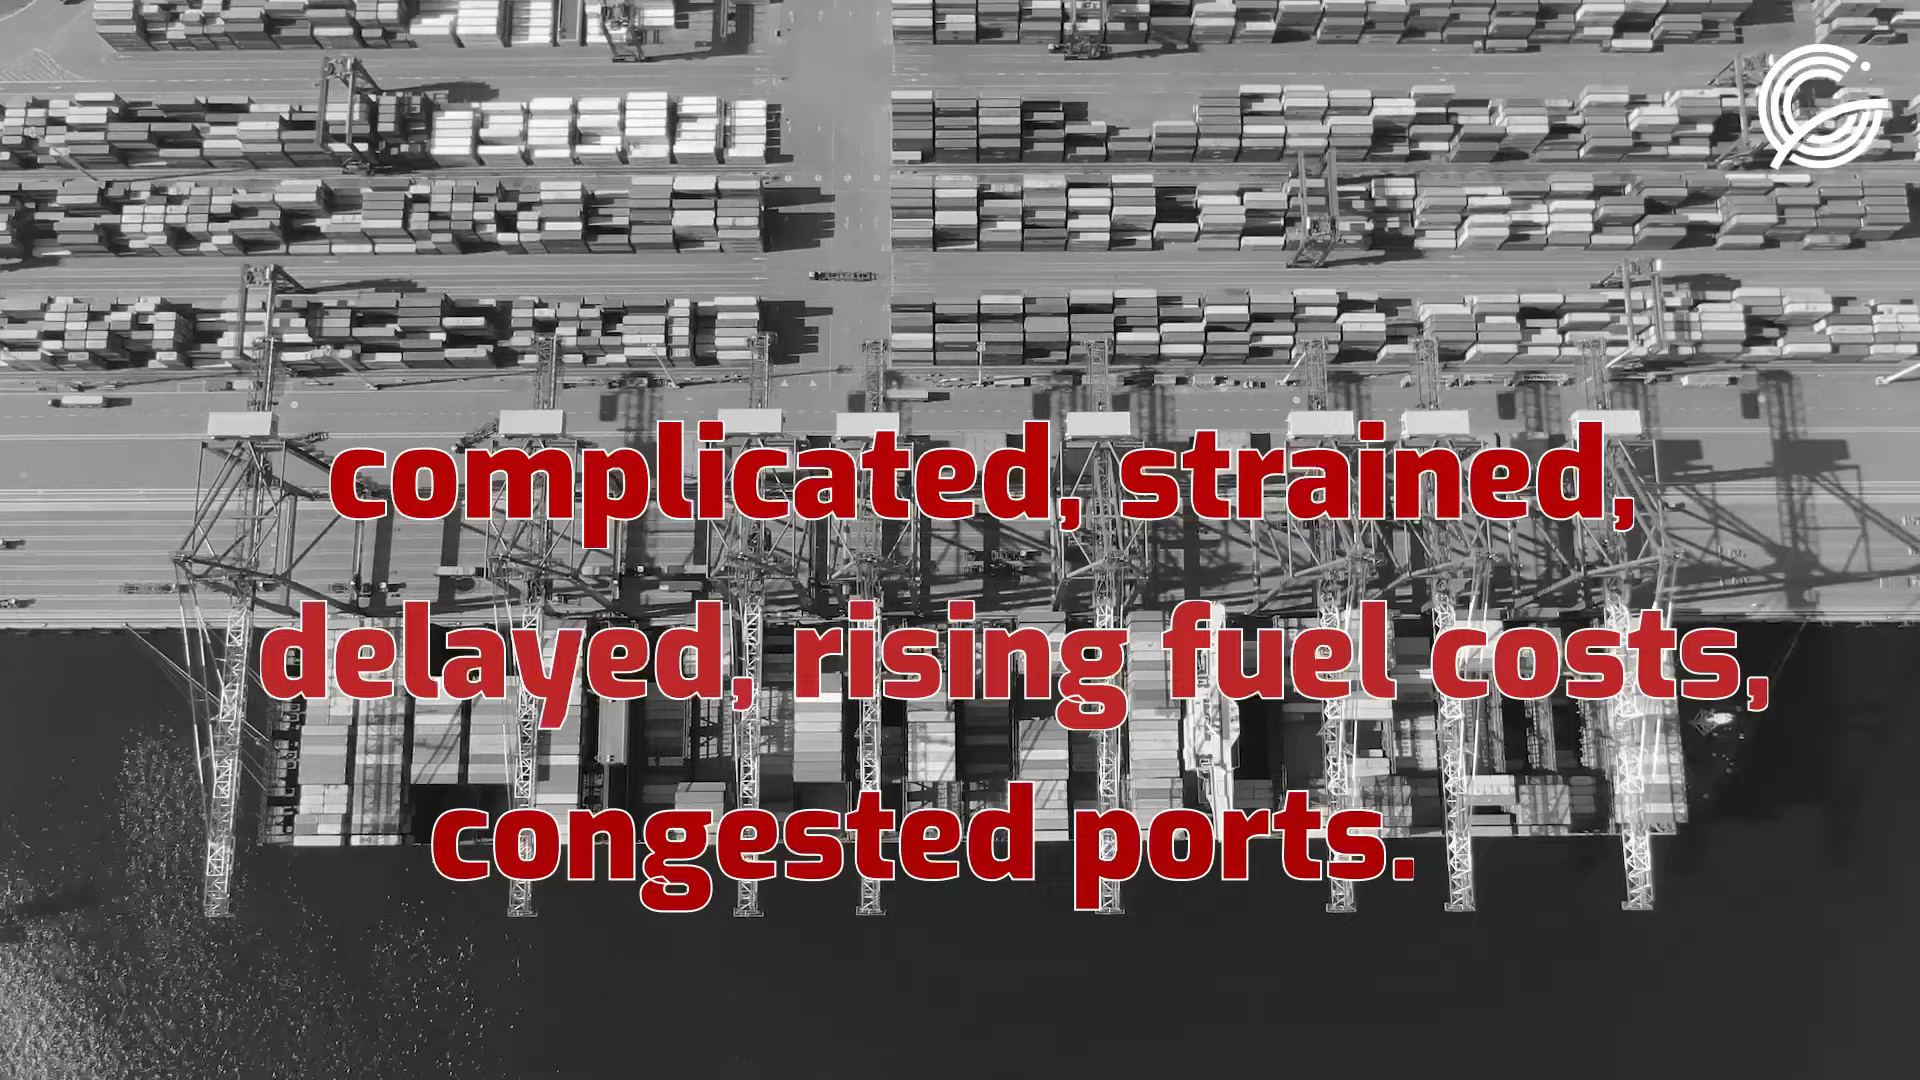 complicated, strained,
delayed, rising fuel costs,
congested ports.